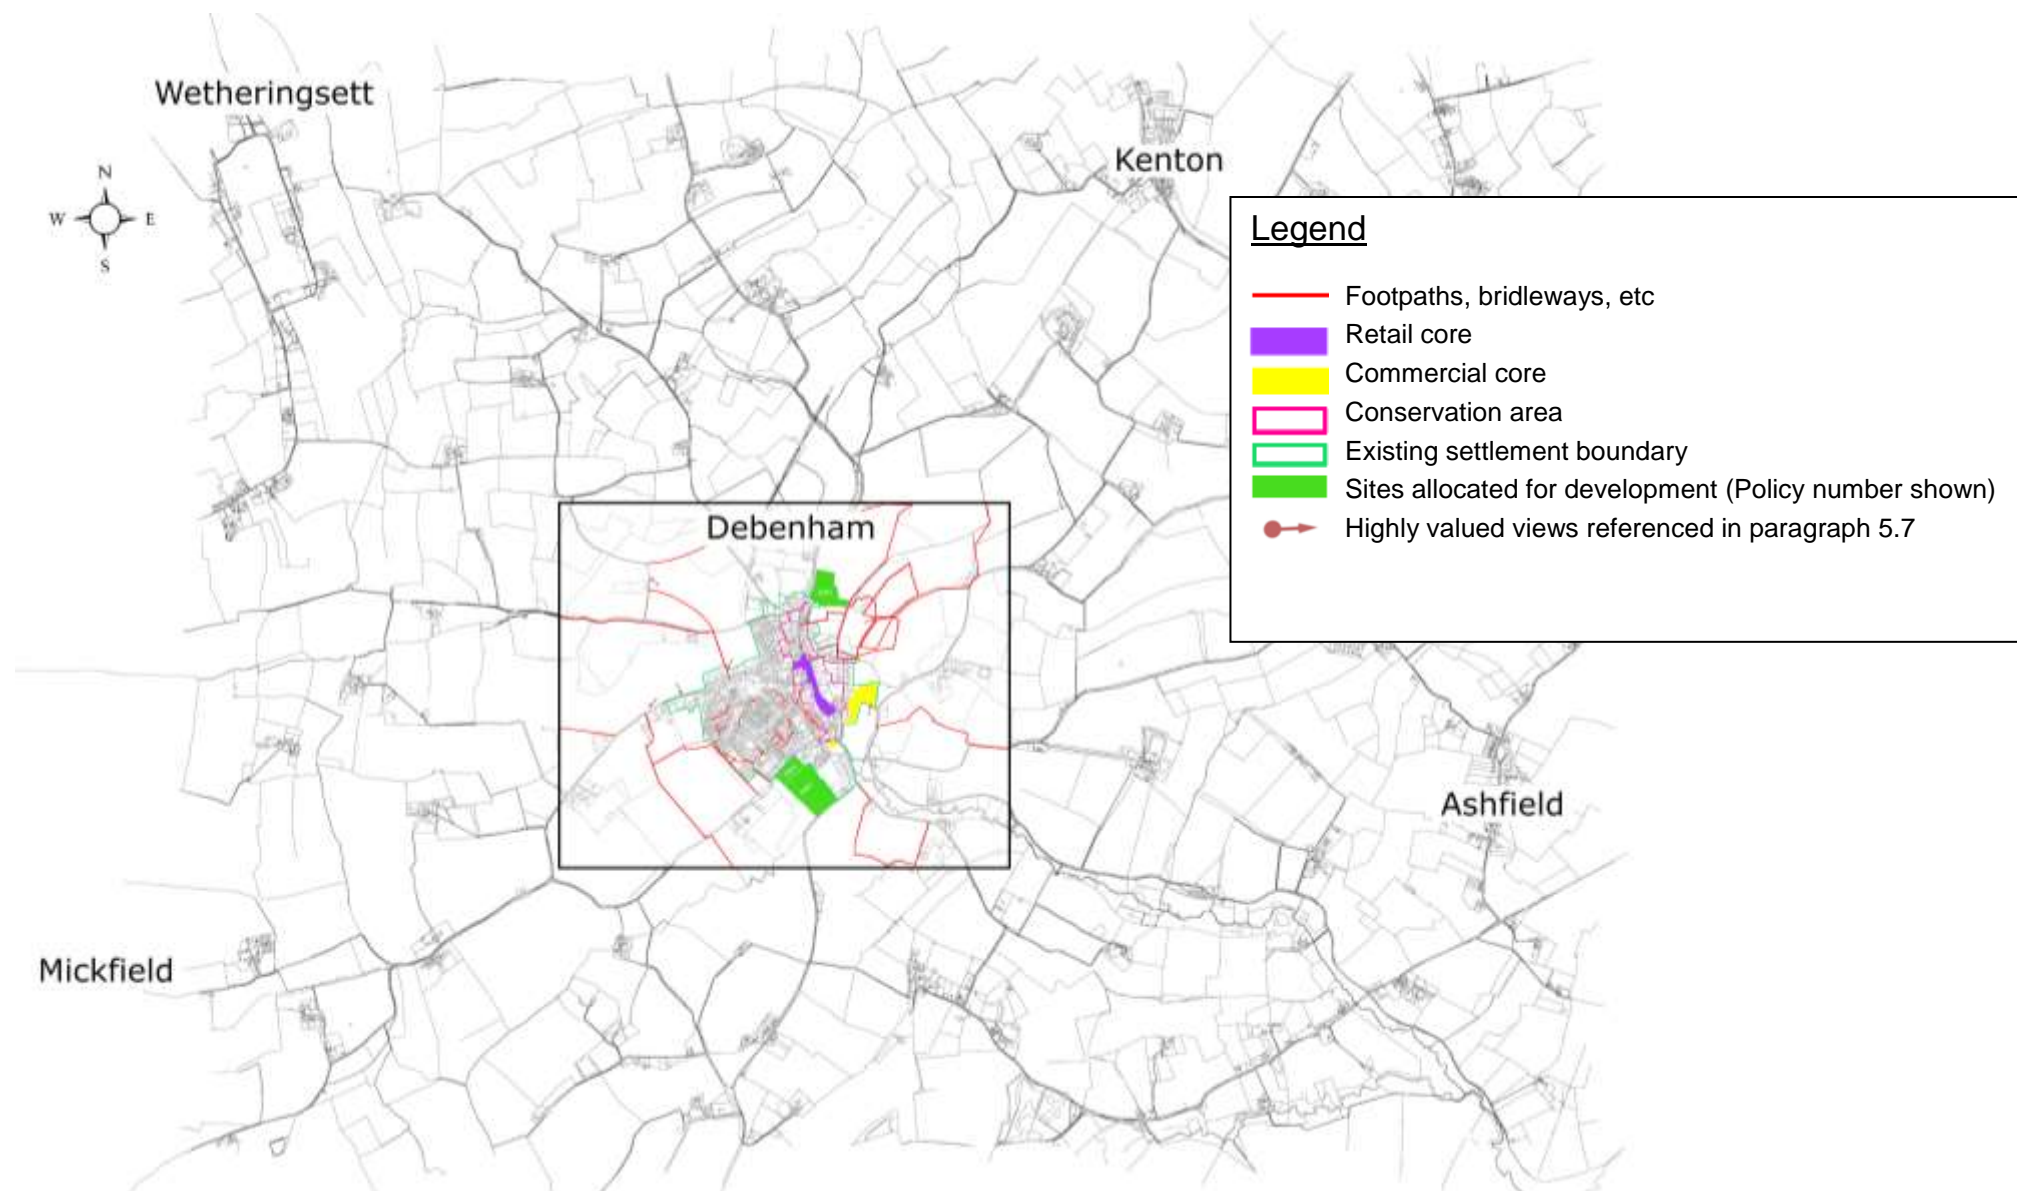 Wetheringsett
N
W E
S
Kenton
Legend
Footpaths, bridleways, etc
Retail core
Commercial core
Conservation area
Existing settlement boundary
Sites allocated for development (Policy number shown)
Highly valued views referenced in paragraph 5.7
Debenham
Ashfield
Mickfield